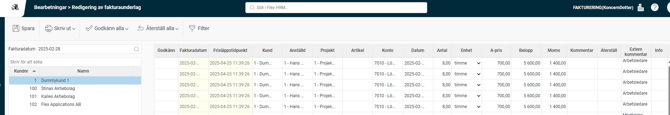 Bearbetningar > Redigering av fakturaunderlag
Sök i Flex HRM...
FAKTURERING(KoncernDotter)
Spara
Skriv ut
Godkänn alla
Återställ alla
Filter
Fakturadatum 2025-02-28
Skriv för att söka
Kundnr Namn
1 Dummykund 1
100 Stinas Aktiebolag
101 Kalles Aktiebolag
102 Flex Applications AB
Godkänn Fakturadatum Frisläpptidpunkt Kund Anställd Projekt Artikel Konto Datum Antal Enhet A-pris Belopp Moms Kommentar Återställ Extern kommentar Info
2025-02-... 2025-04-25 11:39:26 1 - Dum... 1 - Hans ... 1 - Projek... 7010 - Lö... 2025-02-... 8,00 timme 700,00 5 600,00 1 400,00 Arbetsledare
2025-02-... 2025-04-25 11:39:26 1 - Dum... 1 - Hans ... 1 - Projek... 7010 - Lö... 2025-02-... 8,00 timme 700,00 5 600,00 1 400,00 Arbetsledare
2025-02-... 2025-04-25 11:39:26 1 - Dum... 1 - Hans ... 1 - Projek... 7010 - Lö... 2025-02-... 8,00 timme 700,00 5 600,00 1 400,00 Arbetsledare
2025-02-... 2025-04-25 11:39:26 1 - Dum... 1 - Hans ... 1 - Projek... 7010 - Lö... 2025-02-... 8,00 timme 700,00 5 600,00 1 400,00 Arbetsledare
2025-02-... 2025-04-25 11:39:26 1 - Dum... 1 - Hans ... 1 - Projek... 7010 - Lö... 2025-02-... 8,00 timme 700,00 5 600,00 1 400,00 Arbetsledare